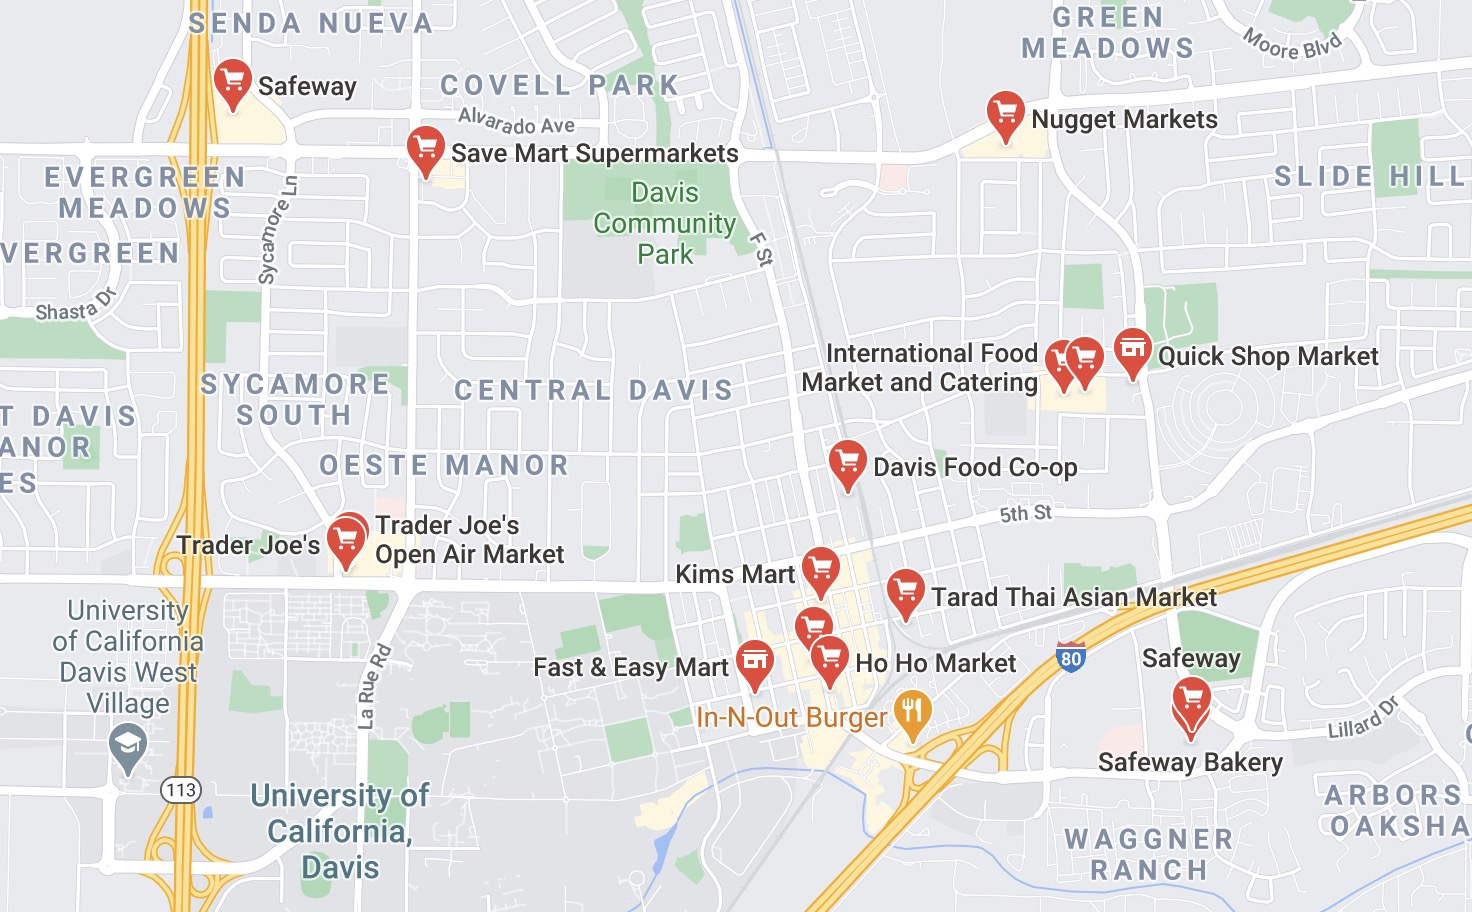 SENDA NUEVA
GREEN
MEADOWS
Moore Blvd
Safeway
COVELL PARK
Alvarado Ave
Nugget Markets
Save Mart Supermarkets
EVERGREEN
MEADOWS
SLIDE HILL
Davis
Community
Park
Sycamore Ln
F St
VERGREEN
Shasta Dr
International Food
Market and Catering
Quick Shop Market
SYCAMORE
SOUTH
CENTRAL DAVIS
T DAVIS
ANOR
ES
OESTE MANOR
Davis Food Co-op
5th St
Trader Joe's
Trader Joe's
Open Air Market
Kims Mart
Tarad Thai Asian Market
University
of California
Davis West
Village
La Rue Rd
Fast & Easy Mart
Ho Ho Market
80
Safeway
In-N-Out Burger
Lillard Dr
Safeway Bakery
113
University of
California,
Davis
ARBORS
OAKSHA
WAGGNER
RANCH